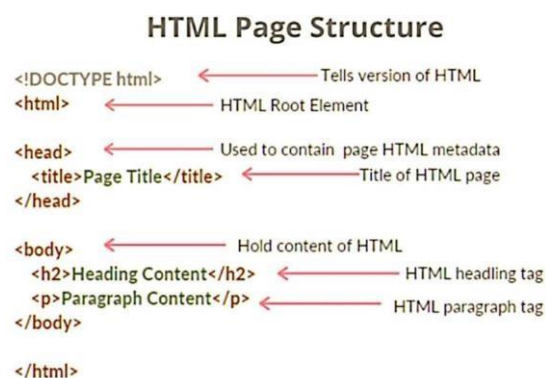 HTML Page Structure
<!DOCTYPE html> Tells version of HTML
<html> HTML Root Element
<head> Used to contain page HTML metadata
<title>Page Title</title> Title of HTML page
</head>
<body> Hold content of HTML
<h2>Heading Content</h2> HTML headling tag
<p>Paragraph Content</p> HTML paragraph tag
</body>
</html>